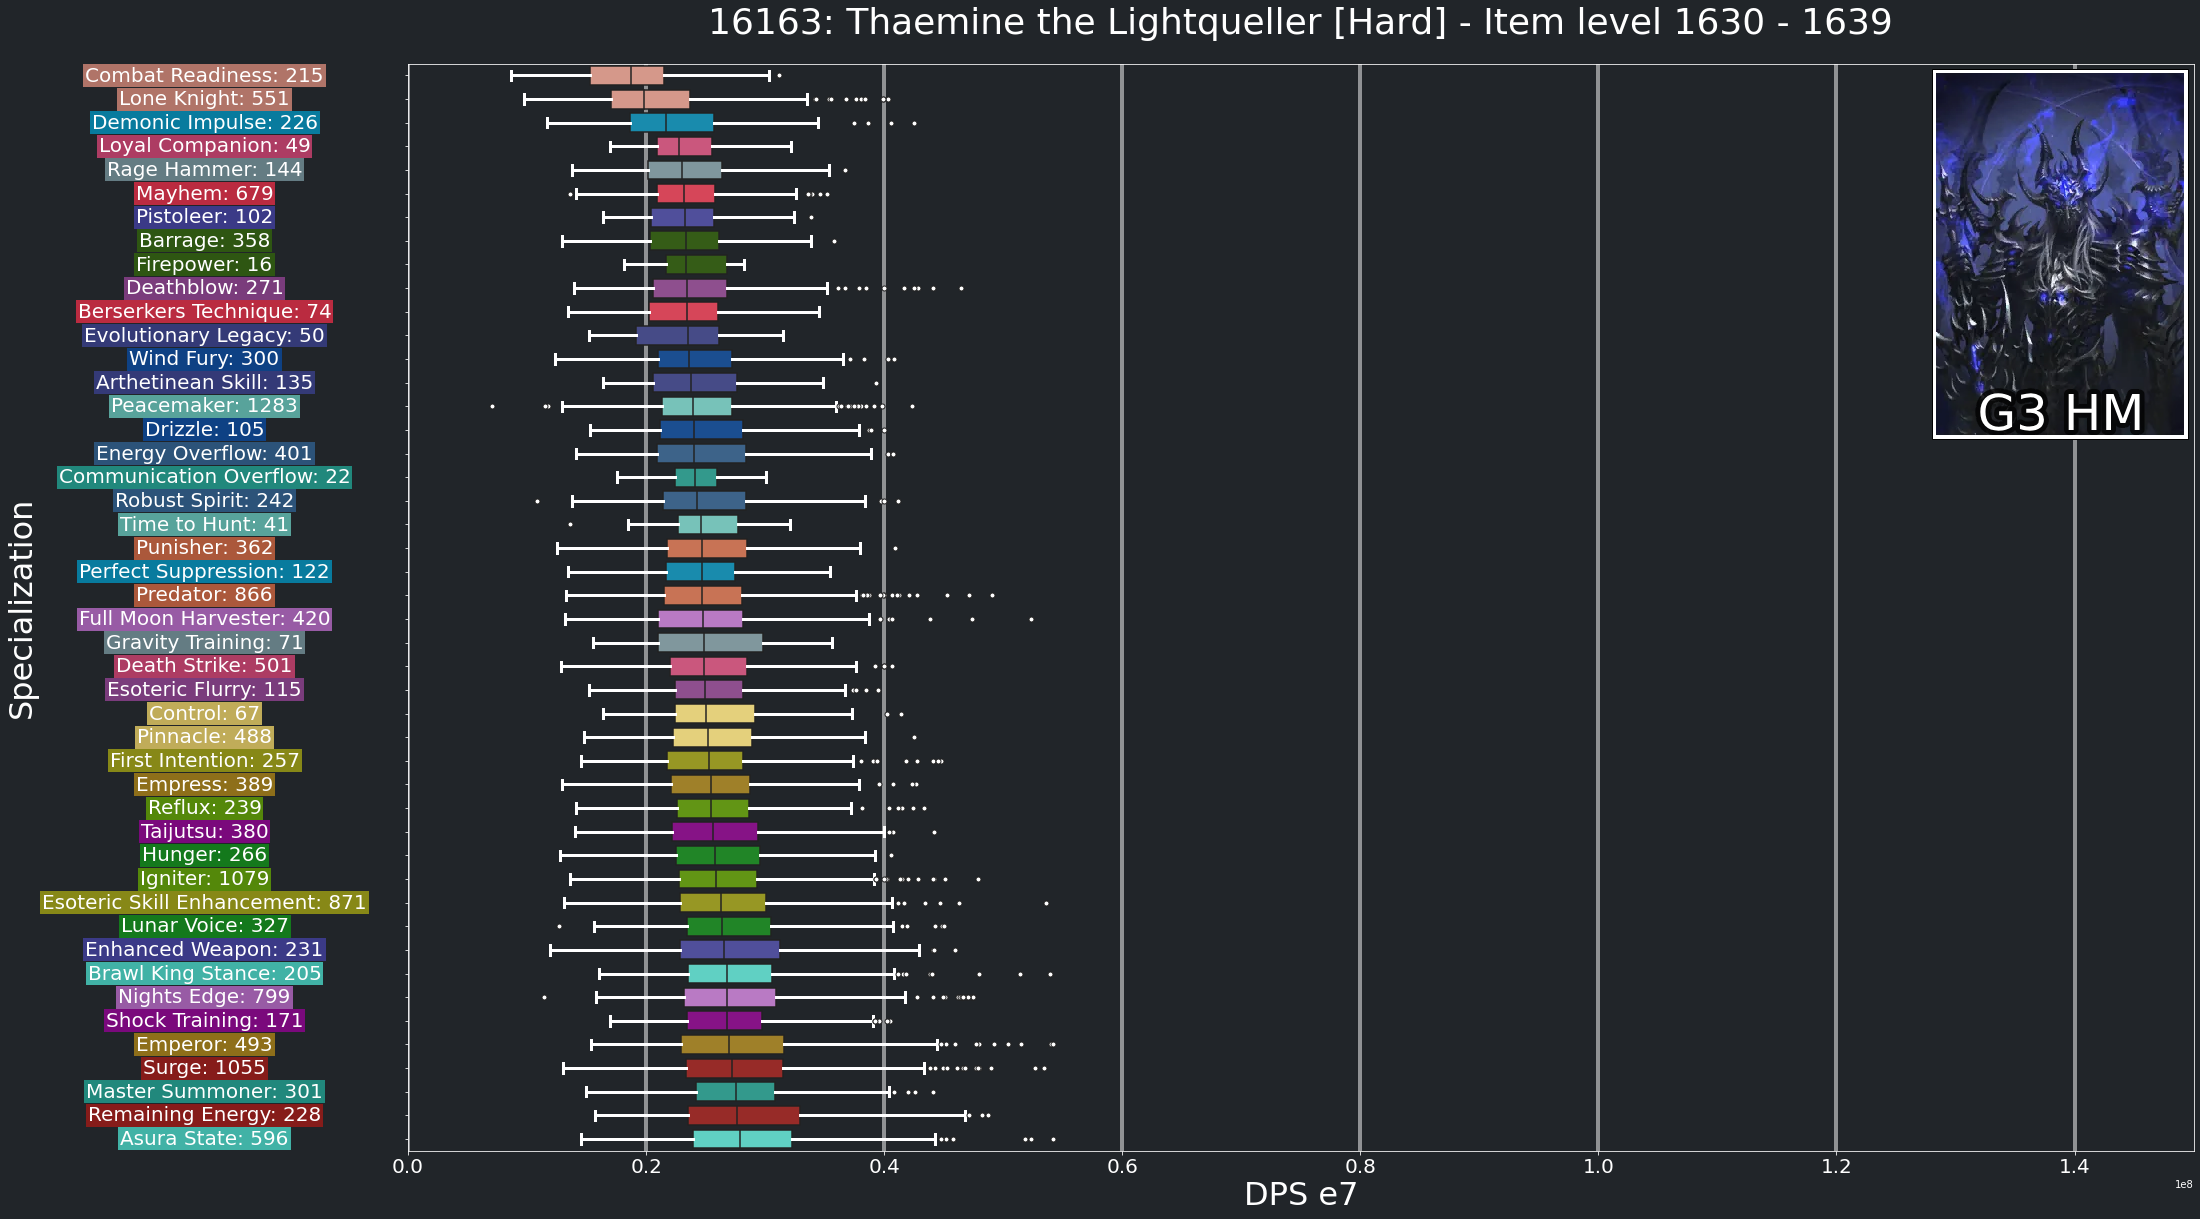 16163: Thaemine the Lightqueller [Hard] - Item level 1630 - 1639
Combat Readiness: 215
Lone Knight: 551
Demonic Impulse: 226
Loyal Companion: 49
Rage Hammer: 144
Mayhem: 679
Pistoleer: 102
Barrage: 358
Firepower: 16
Deathblow: 271
Berserkers Technique: 74
Evolutionary Legacy: 50
Wind Fury: 300
Arthetinean Skill: 135
Peacemaker: 1283
Drizzle: 105
Energy Overflow: 401
Communication Overflow: 22
Robust Spirit: 242
Time to Hunt: 41
Punisher: 362
Perfect Suppression: 122
Predator: 866
Full Moon Harvester: 420
Gravity Training: 71
Death Strike: 501
Esoteric Flurry: 115
Control: 67
Pinnacle: 488
First Intention: 257
Empress: 389
Reflux: 239
Taijutsu: 380
Hunger: 266
Igniter: 1079
Esoteric Skill Enhancement: 871
Lunar Voice: 327
Enhanced Weapon: 231
Brawl King Stance: 205
Nights Edge: 799
Shock Training: 171
Emperor: 493
Surge: 1055
Master Summoner: 301
Remaining Energy: 228
Asura State: 596
Specialization
G3 HM
0.0 0.2 0.4 0.6 0.8 1.0 1.2 1.4
1e8
DPS e7